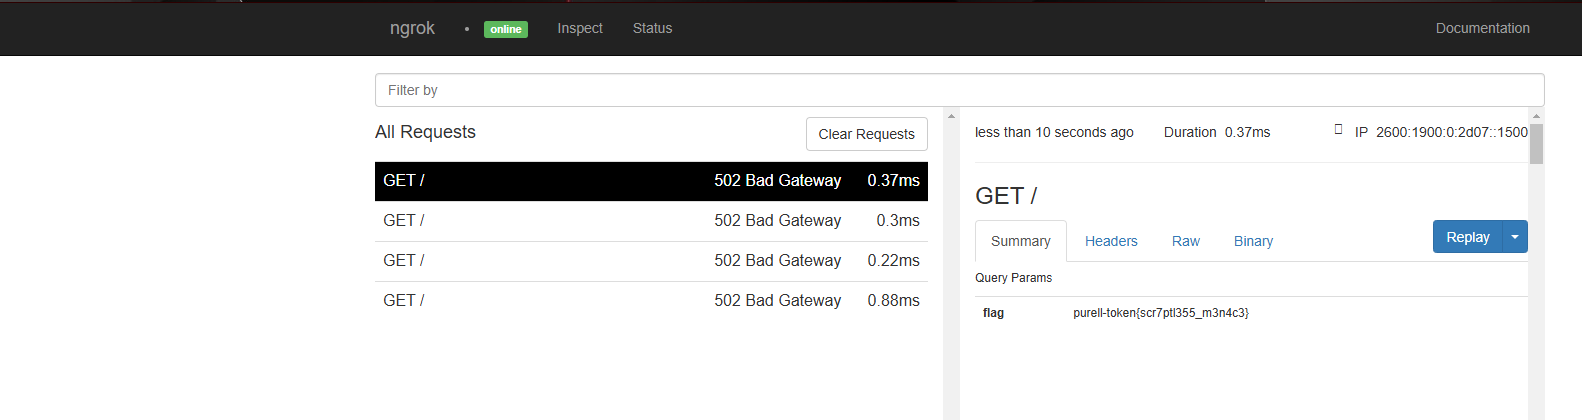 ngrok • online Inspect Status Documentation
Filter by
All Requests
Clear Requests
GET / 502 Bad Gateway 0.37ms
GET / 502 Bad Gateway 0.3ms
GET / 502 Bad Gateway 0.22ms
GET / 502 Bad Gateway 0.88ms
less than 10 seconds ago Duration 0.37ms IP 2600:1900:0:2d07::1500
GET /
Summary Headers Raw Binary Replay
Query Params
flag purell-token{scr7ptl355_m3n4c3}